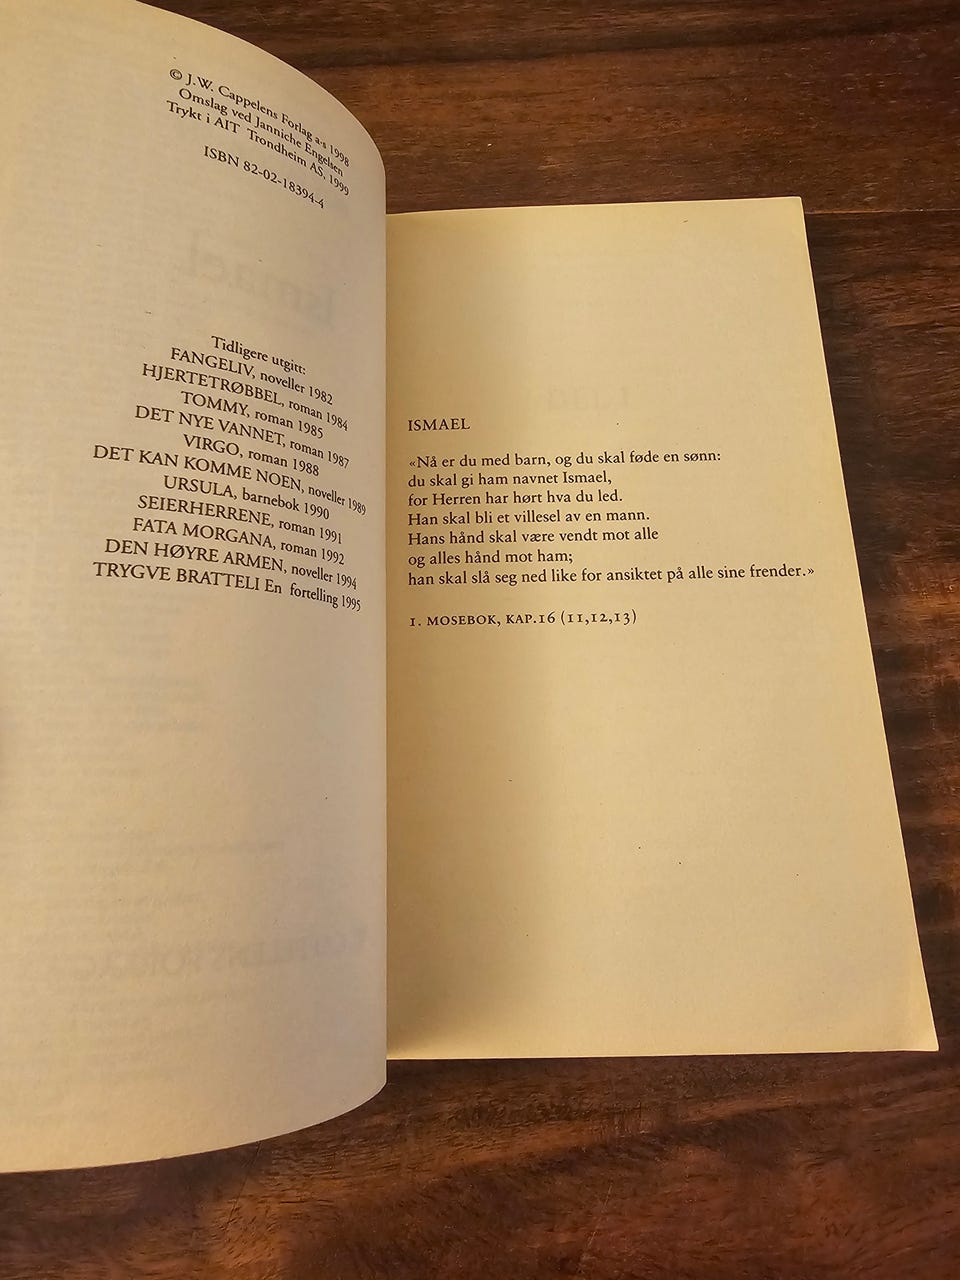 © J.W. Cappelens Forlag a·s 1998
Omslag ved Janniche Engelsen
Trykt i AIT Trondheim AS, 1999
ISBN 82-02-18394-4
Tidligere utgitt:
FANGELIV, noveller 1982
HJERTETRØBBEL, roman 1984
TOMMY, roman 1985
DET NYE VANNET, roman 1987
VIRGO, roman 1988
DET KAN KOMME NOEN, noveller 1989
URSULA, barnebok 1990
SEIERHERRENE, roman 1991
FATA MORGANA, roman 1992
DEN HØYRE ARMEN, noveller 1994
TRYGVE BRATTELI En fortelling 1995
ISMAEL
«Nå er du med barn, og du skal føde en sønn:
du skal gi ham navnet Ismael,
for Herren har hørt hva du led.
Han skal bli et villesel av en mann.
Hans hånd skal være vendt mot alle
og alles hånd mot ham;
han skal slå seg ned like for ansiktet på alle sine frender.»
1. MOSEBOK, KAP.16 (11,12,13)